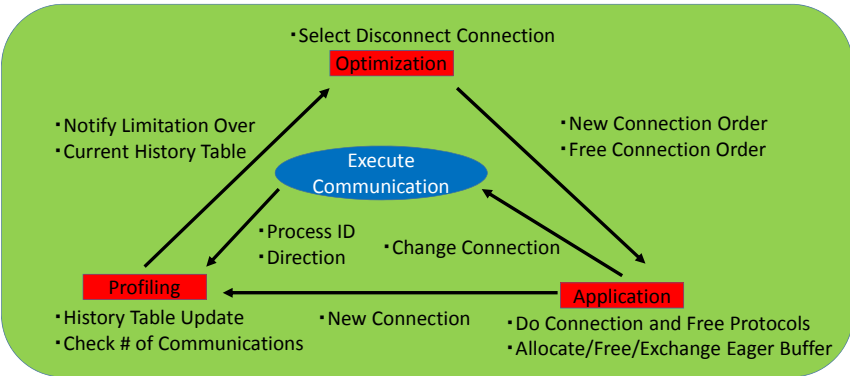 ・Select Disconnect Connection
Optimization
・Notify Limitation Over
・Current History Table
・New Connection Order
・Free Connection Order
Execute
Communication
・Process ID
・Direction
・Change Connection
Profiling
・History Table Update
・Check # of Communications
・New Connection
Application
・Do Connection and Free Protocols
・Allocate/Free/Exchange Eager Buffer